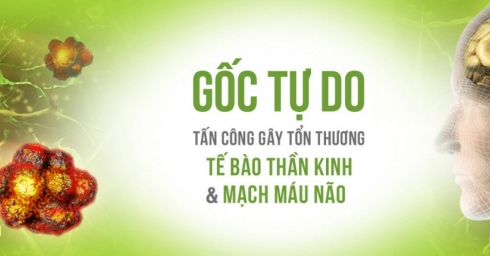 GỐC TỰ DO
TẤN CÔNG GÂY TỔN THƯƠNG
TẾ BÀO THẦN KINH
& MẠCH MÁU NÃO